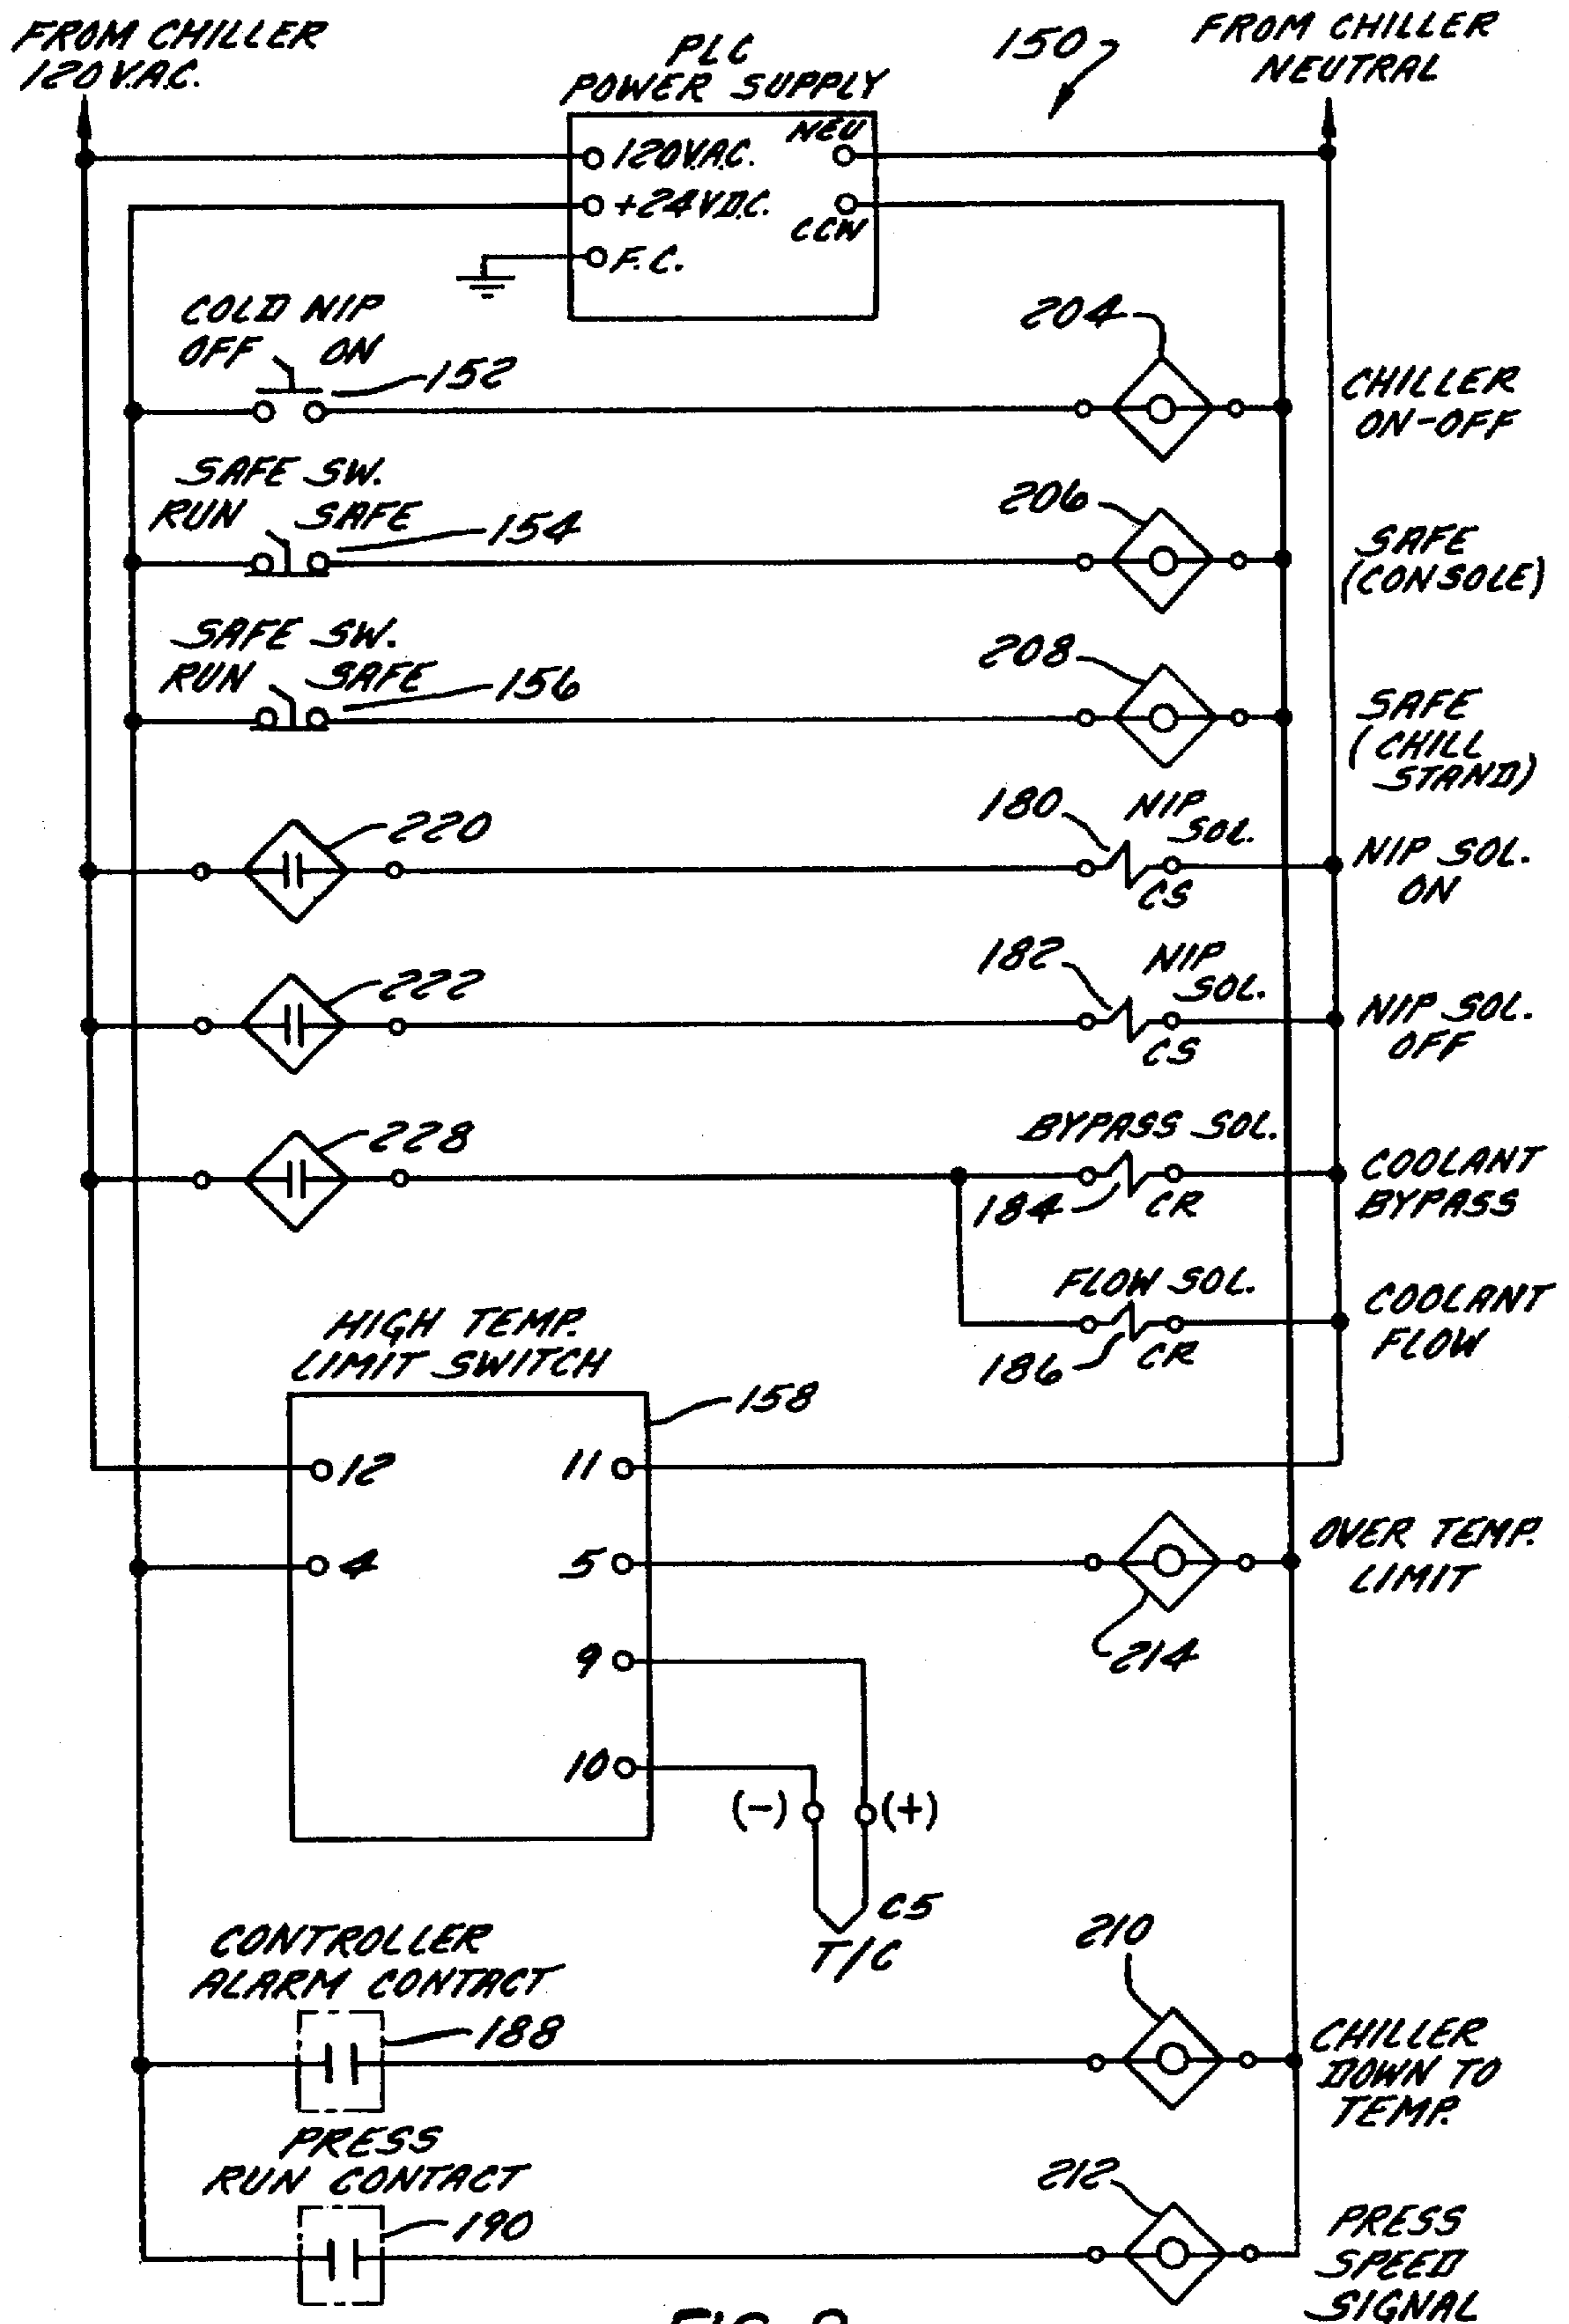 FROM CHILLER
120 V.A.C.
PLC
POWER SUPPLY
150
FROM CHILLER
NEUTRAL
120V.A.C.
NEU
+24V.D.C.
CCW
F.C.
COLD NIP
OFF ON
152
204
CHILLER
ON-OFF
SAFE SW.
RUN SAFE
154
206
SAFE
(CONSOLE)
SAFE SW.
RUN SAFE
156
208
SAFE
(CHILL
STAND)
220
180
NIP
SOL.
CS
NIP SOL.
ON
222
182
NIP
SOL.
CS
NIP SOL.
OFF
228
BYPASS SOL.
184
CR
COOLANT
BYPASS
FLOW SOL.
186
CR
COOLANT
FLOW
HIGH TEMP.
LIMIT SWITCH
158
12
11
4
5
OVER TEMP.
LIMIT
214
9
10
(-)
(+)
C5
T/C
CONTROLLER
ALARM CONTACT
188
210
CHILLER
DOWN TO
TEMP.
PRESS
RUN CONTACT
190
212
PRESS
SPEED
SIGNAL